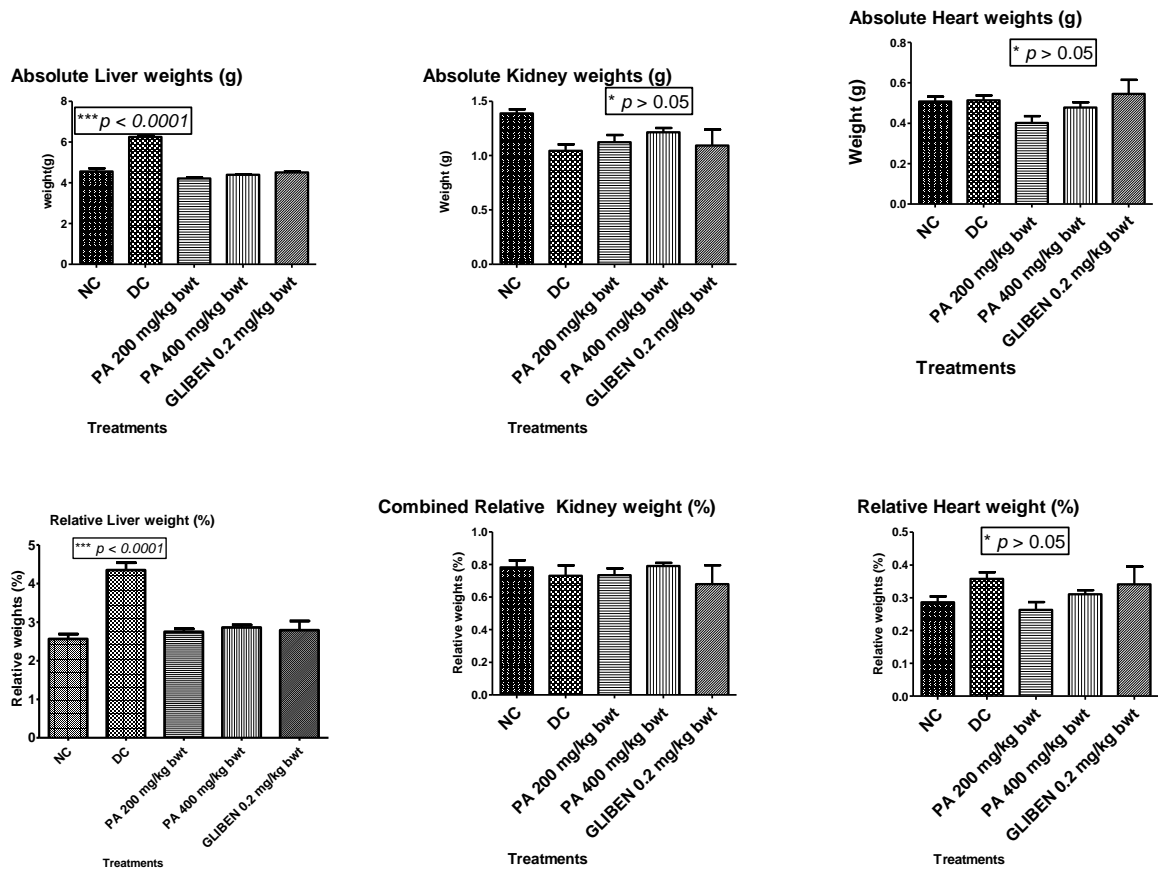 Absolute Liver weights (g)
***p < 0.0001
weight(g)
8
6
4
2
0
NC
DC
PA 200 mg/kg bwt
PA 400 mg/kg bwt
GLIBEN 0.2 mg/kg bwt
Treatments
Absolute Kidney weights (g)
* p > 0.05
Weight (g)
1.5
1.0
0.5
0.0
NC
DC
PA 200 mg/kg bwt
PA 400 mg/kg bwt
GLIBEN 0.2 mg/kg bwt
Treatments
Absolute Heart weights (g)
* p > 0.05
Weight (g)
0.8
0.6
0.4
0.2
0.0
NC
DC
PA 200 mg/kg bwt
PA 400 mg/kg bwt
GLIBEN 0.2 mg/kg bwt
Treatments
Relative Liver weight (%)
*** p < 0.0001
Relative weights (%)
5
4
3
2
1
0
NC
DC
PA 200 mg/kg bwt
PA 400 mg/kg bwt
GLIBEN 0.2 mg/kg bwt
Treatments
Combined Relative Kidney weight (%)
Relative weights (%)
1.0
0.8
0.6
0.4
0.2
0.0
NC
DC
PA 200 mg/kg bwt
PA 400 mg/kg bwt
GLIBEN 0.2 mg/kg bwt
Treatments
Relative Heart weight (%)
* p > 0.05
Relative weights (%)
0.5
0.4
0.3
0.2
0.1
0.0
NC
DC
PA 200 mg/kg bwt
PA 400 mg/kg bwt
GLIBEN 0.2 mg/kg bwt
Treatments